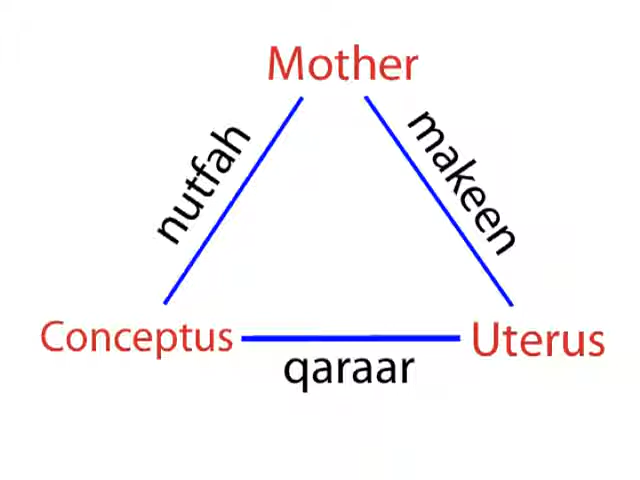 Mother
nutfah
makeen
Conceptus
Uterus
qaraar